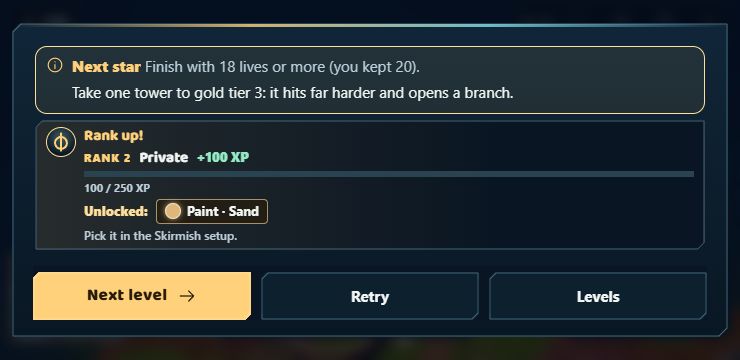 Next star Finish with 18 lives or more (you kept 20).
Take one tower to gold tier 3: it hits far harder and opens a branch.
Rank up!
RANK 2 Private +100 XP
100 / 250 XP
Unlocked: Paint · Sand
Pick it in the Skirmish setup.
Next level →
Retry
Levels